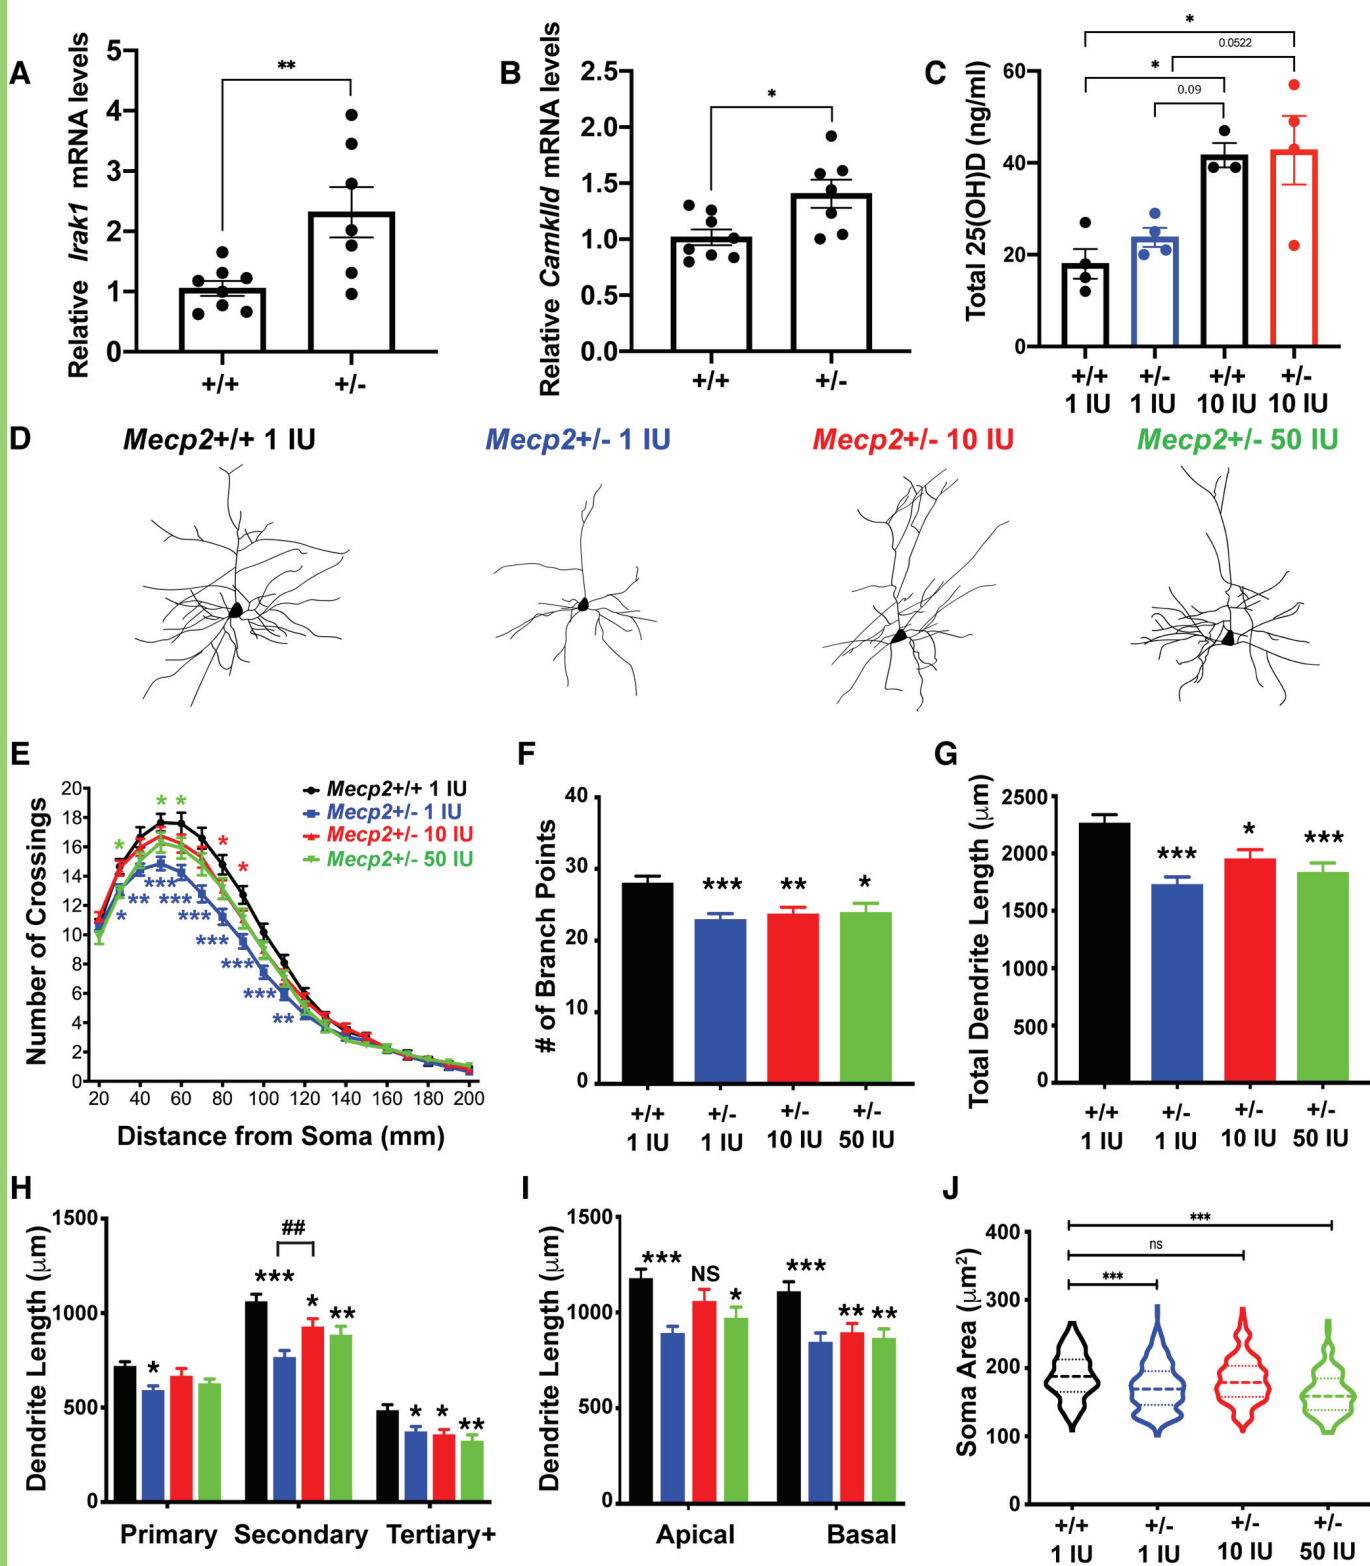 A
Relative Irak1 mRNA levels
5
4
3
2
1
0
**
+/+
+/-
B
Relative CamkIId mRNA levels
2.5
2.0
1.5
1.0
0.5
0.0
*
+/+
+/-
C
Total 25(OH)D (ng/ml)
60
40
20
0
*
0.0522
*
0.09
+/+ +/- +/+ +/-
1 IU 1 IU 10 IU 10 IU
D
Mecp2+/+ 1 IU
Mecp2+/- 1 IU
Mecp2+/- 10 IU
Mecp2+/- 50 IU
E
Number of Crossings
20
18
16
14
12
10
8
6
4
2
0
Mecp2+/+ 1 IU
Mecp2+/- 1 IU
Mecp2+/- 10 IU
Mecp2+/- 50 IU
* *
*
*
*
***
** ***
*
***
***
***
***
**
20 40 60 80 100 120 140 160 180 200
Distance from Soma (mm)
F
# of Branch Points
40
30
20
10
0
*** ** *
+/+ +/- +/- +/-
1 IU 1 IU 10 IU 50 IU
G
Total Dendrite Length (μm)
2500
2000
1500
1000
500
0
*** * ***
+/+ +/- +/- +/-
1 IU 1 IU 10 IU 50 IU
H
Dendrite Length (μm)
1500
1000
500
0
##
*
*** * **
* * **
Primary Secondary Tertiary+
I
Dendrite Length (μm)
1500
1000
500
0
*** NS *
*** ** **
Apical Basal
J
Soma Area (μm²)
400
300
200
100
0
***
ns
***
+/+ +/- +/- +/-
1 IU 1 IU 10 IU 50 IU